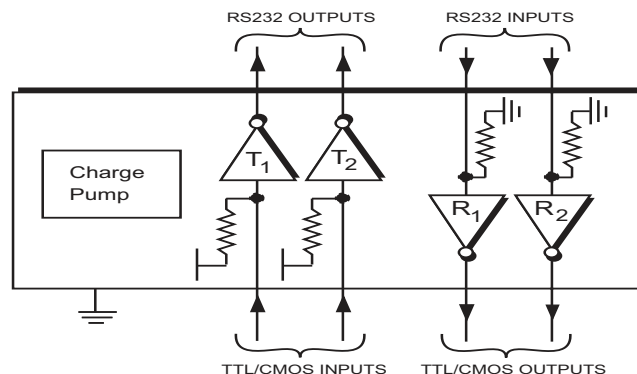 RS232 OUTPUTS
RS232 INPUTS
Charge
Pump
T1
T2
R1
R2
TTL/CMOS INPUTS
TTL/CMOS OUTPUTS